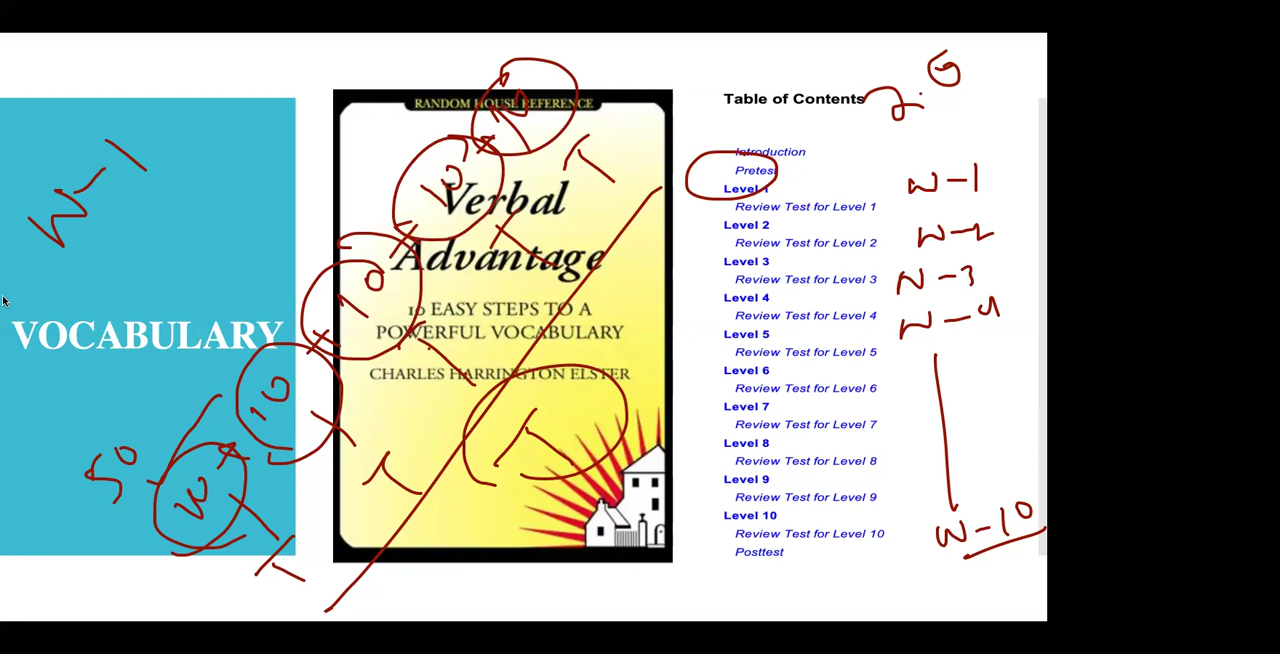 W-1
VOCABULARY
50
10
10
10
10
10
T
T
T
T
T
T
RANDOM HOUSE REFERENCE
Verbal
Advantage
10 EASY STEPS TO A
POWERFUL VOCABULARY
CHARLES HARRINGTON ELSTER
Table of Contents
Introduction
Pretest
Level 1
Review Test for Level 1
Level 2
Review Test for Level 2
Level 3
Review Test for Level 3
Level 4
Review Test for Level 4
Level 5
Review Test for Level 5
Level 6
Review Test for Level 6
Level 7
Review Test for Level 7
Level 8
Review Test for Level 8
Level 9
Review Test for Level 9
Level 10
Review Test for Level 10
Posttest
W-1
W-2
W-3
W-4
W-10